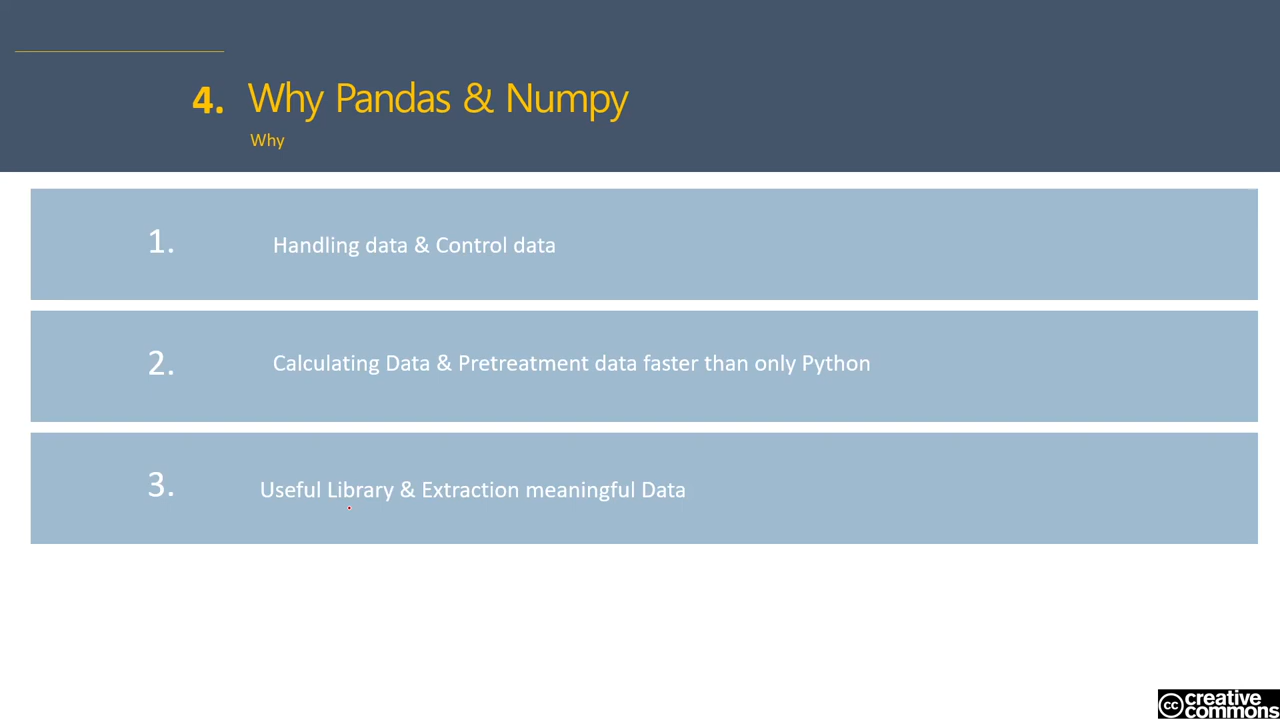 4. Why Pandas & Numpy
Why
1. Handling data & Control data
2. Calculating Data & Pretreatment data faster than only Python
3. Useful Library & Extraction meaningful Data
cc creative
commons